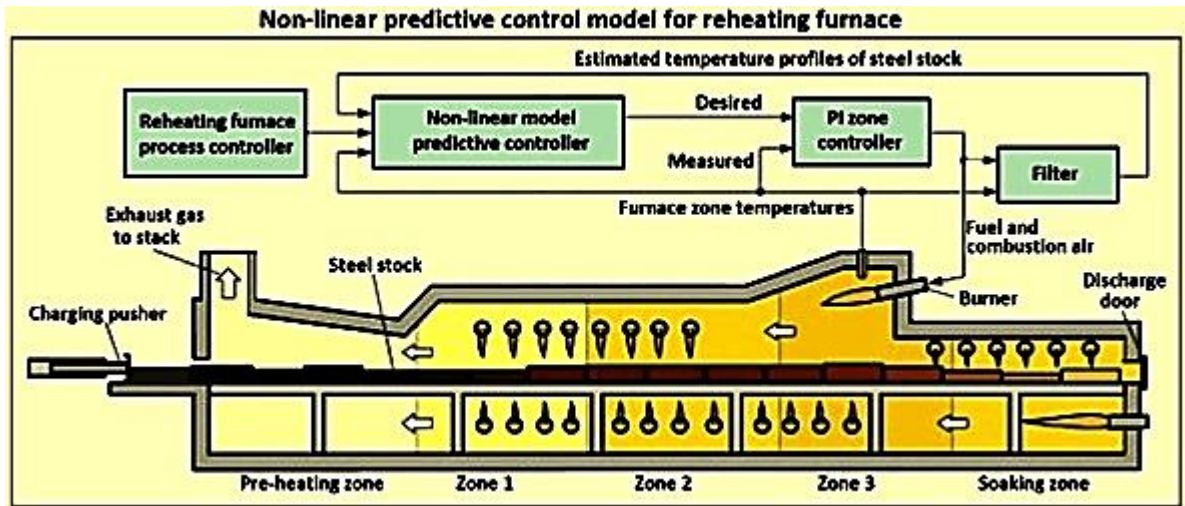 Non-linear predictive control model for reheating furnace
Estimated temperature profiles of steel stock
Reheating furnace
process controller
Non-linear model
predictive controller
Desired
Measured
PI zone
controller
Filter
Furnace zone temperatures
Exhaust gas
to stack
Steel stock
Fuel and
combustion air
Burner
Discharge
door
Charging pusher
Pre-heating zone
Zone 1
Zone 2
Zone 3
Soaking zone